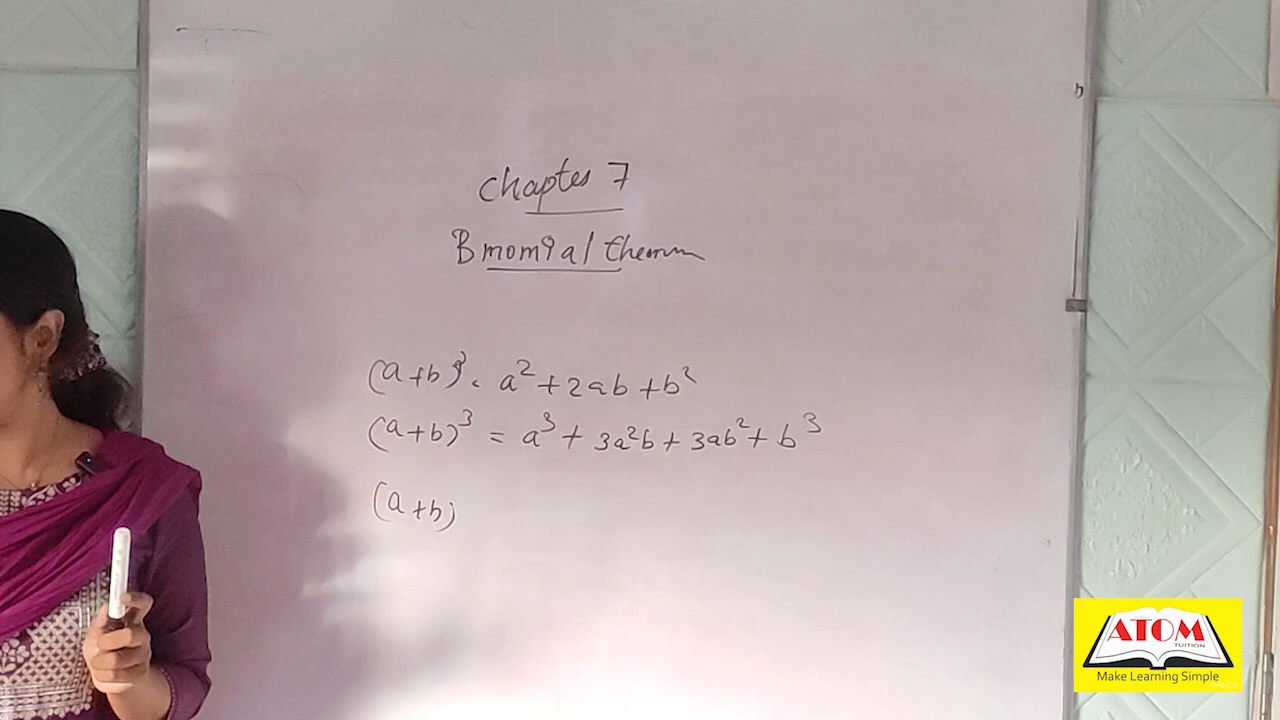 Chapter 7
Binomial theorem
(a+b)² = a² + 2ab + b²
(a+b)³ = a³ + 3a²b + 3ab² + b³
(a+b)
b
ATOM
TUITION
Make Learning Simple